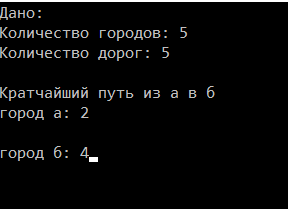 Дано:
Количество городов: 5
Количество дорог: 5
Кратчайший путь из а в б
город а: 2
город б: 4